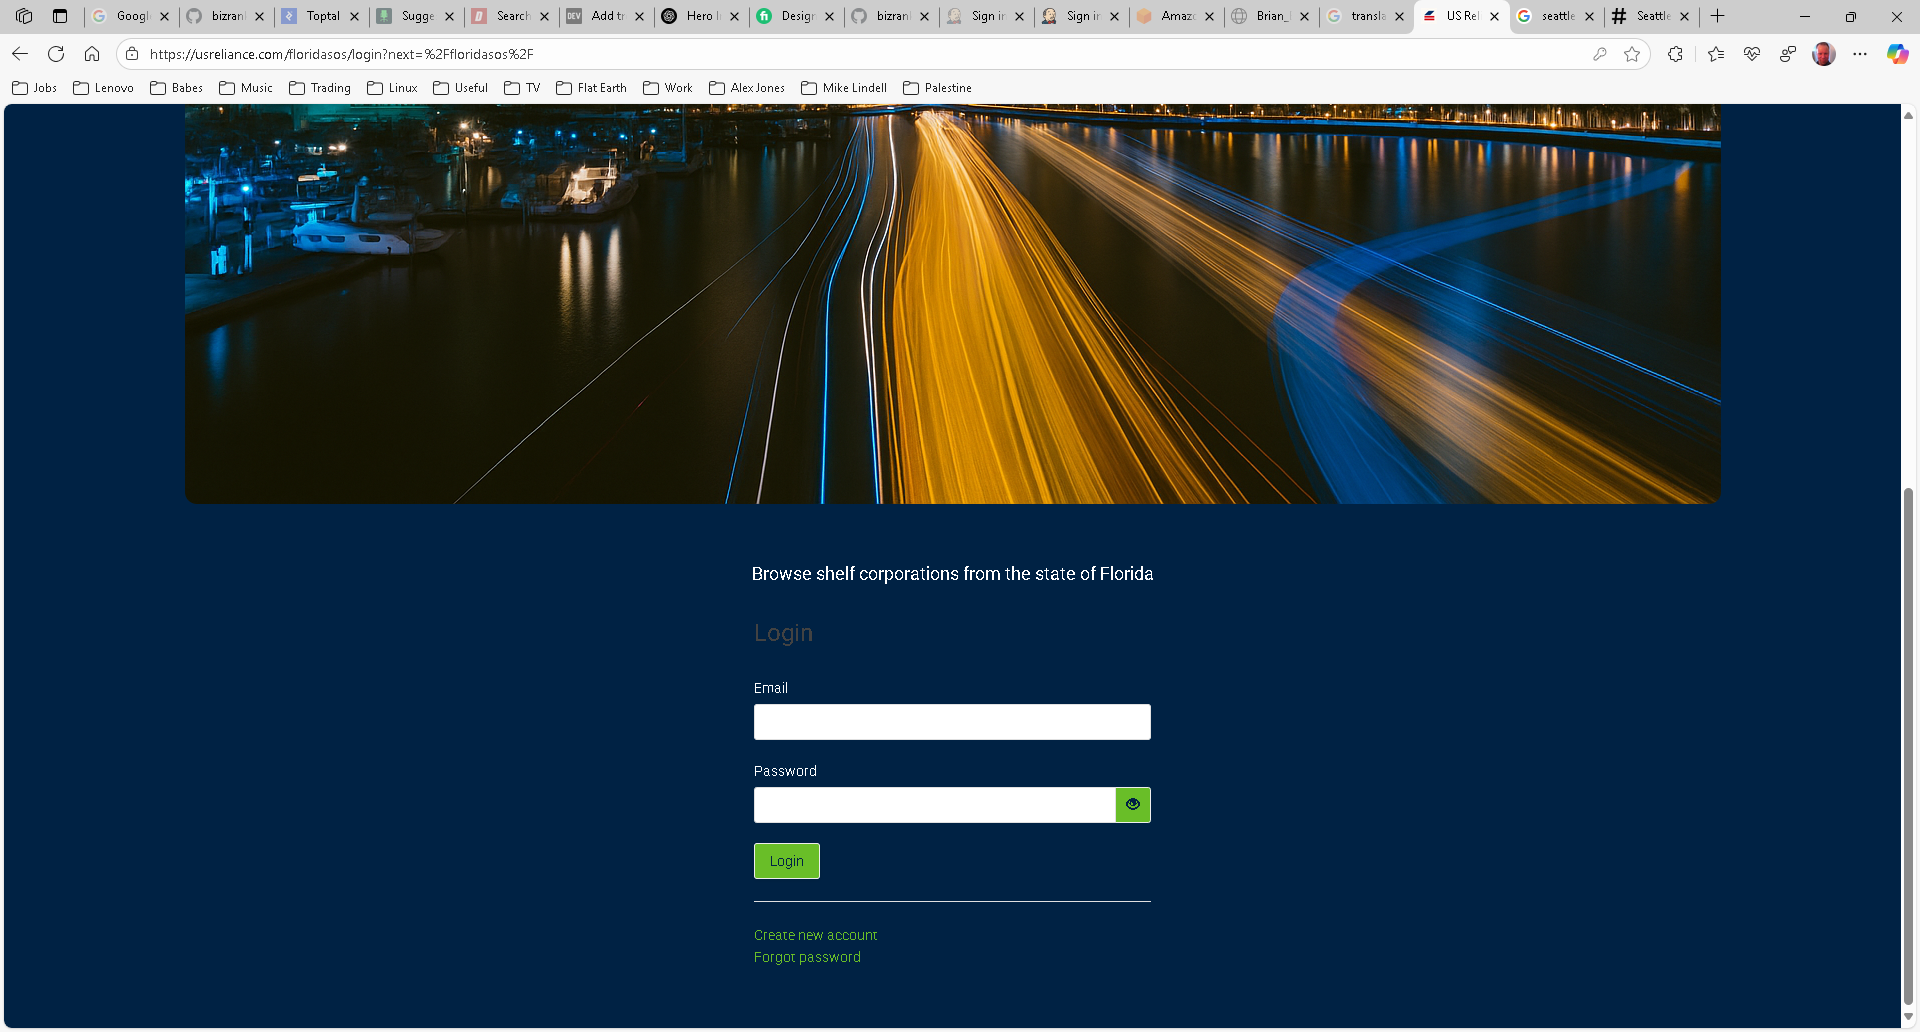 Googl
bizran
Toptal
Sugge
Search
DEV
Add tr
Hero I
Design
bizran
Sign in
Sign in
Amazo
Brian_
transla
US Rel
seattle
Seattle
https://usreliance.com/floridasos/login?next=%2Ffloridasos%2F
Jobs
Lenovo
Babes
Music
Trading
Linux
Useful
TV
Flat Earth
Work
Alex Jones
Mike Lindell
Palestine
Browse shelf corporations from the state of Florida
Login
Email
Password
Login
Create new account
Forgot password